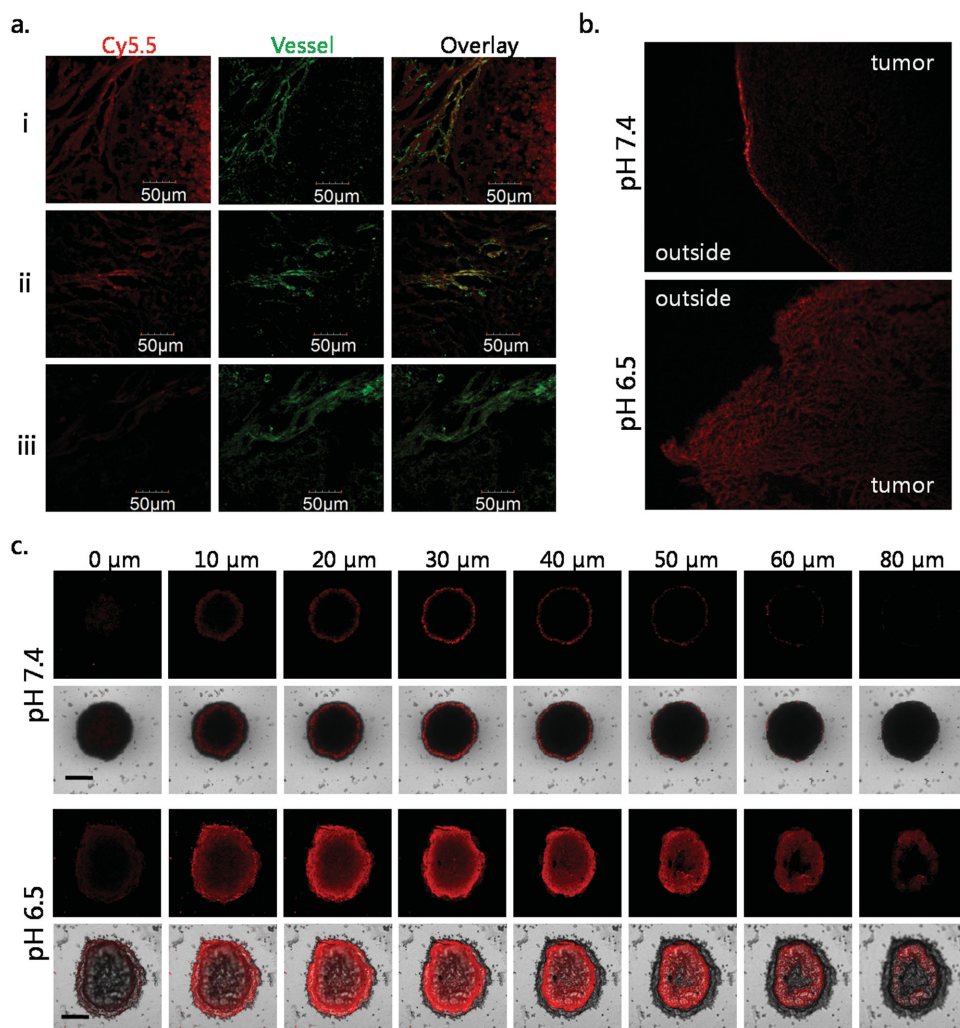 a.
Cy5.5 Vessel Overlay
i
50µm 50µm 50µm
ii
50µm 50µm 50µm
iii
50µm 50µm 50µm
b.
pH 7.4
tumor
outside
pH 6.5
outside
tumor
c.
0 µm 10 µm 20 µm 30 µm 40 µm 50 µm 60 µm 80 µm
pH 7.4
pH 6.5